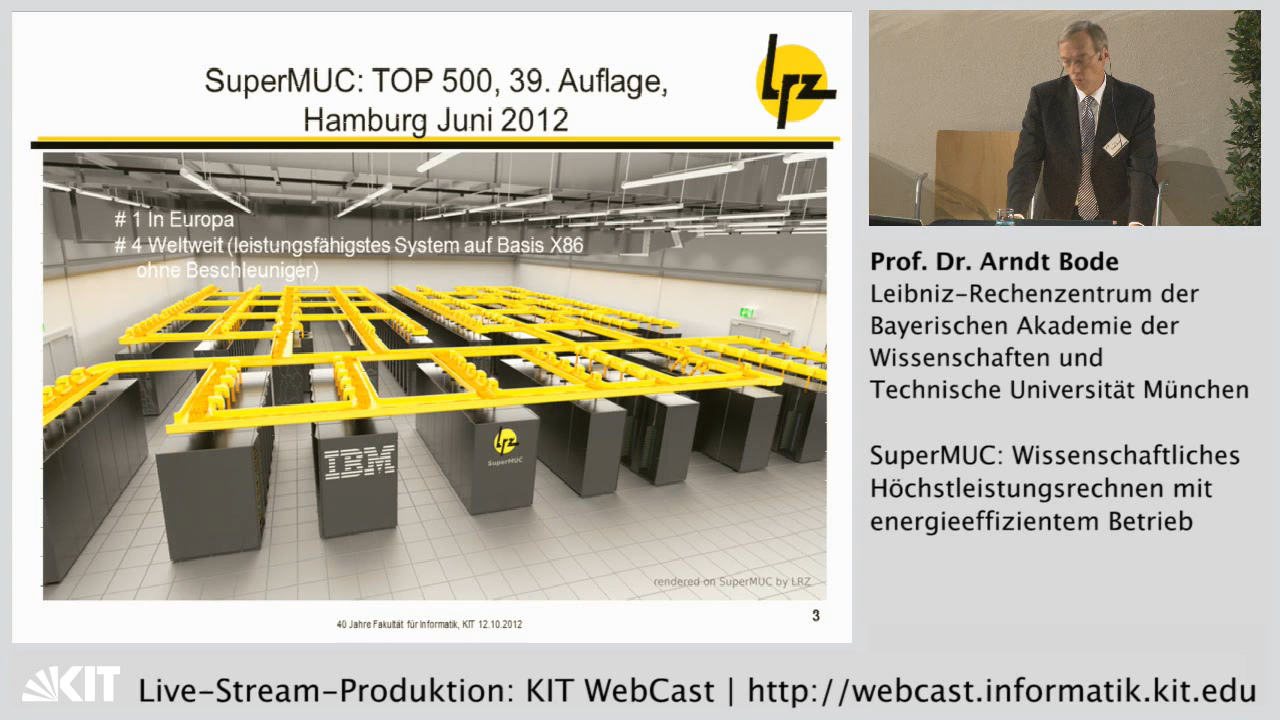 SuperMUC: TOP 500, 39. Auflage,
Hamburg Juni 2012
lrz
# 1 In Europa
# 4 Weltweit (leistungsfähigstes System auf Basis X86
ohne Beschleuniger)
IBM
lrz
SuperMUC
rendered on SuperMUC by LRZ
40 Jahre Fakultät für Informatik, KIT 12.10.2012
3
Prof. Dr. Arndt Bode
Leibniz-Rechenzentrum der
Bayerischen Akademie der
Wissenschaften und
Technische Universität München
SuperMUC: Wissenschaftliches
Höchstleistungsrechnen mit
energieeffizientem Betrieb
KIT
Live-Stream-Produktion: KIT WebCast | http://webcast.informatik.kit.edu